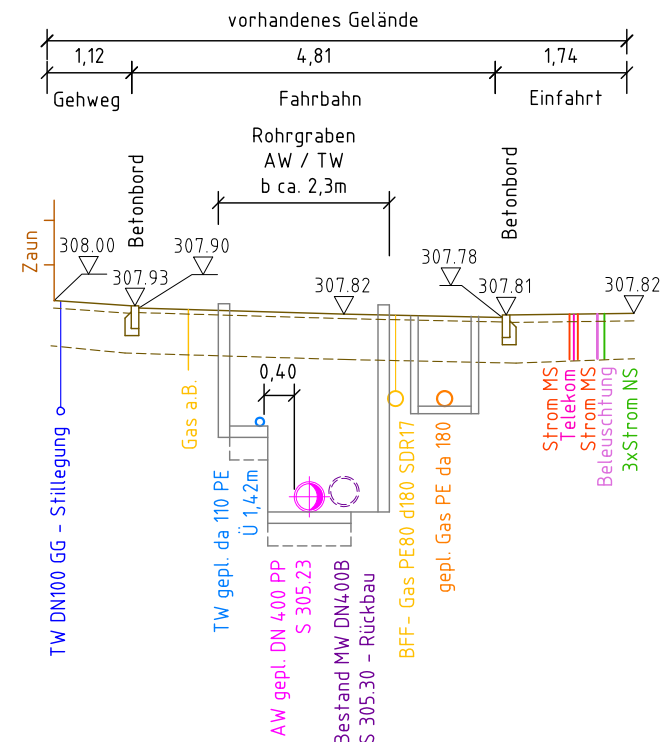 vorhandenes Gelände
1,12
4,81
1,74
Gehweg
Fahrbahn
Einfahrt
Rohrgraben
AW / TW
b ca. 2,3m
Betonbord
Betonbord
Zaun
308.00
307.93
307.90
307.82
307.78
307.81
307.82
0,40
Gas a.B.
TW DN100 GG - Stillegung
TW gepl. da 110 PE
Ü 1,42m
AW gepl. DN 400 PP
S 305.23
Bestand MW DN400B
S 305.30 - Rückbau
BFF- Gas PE80 d180 SDR17
gepl. Gas PE da 180
Strom MS
Telekom
Strom MS
Beleuschtung
3xStrom NS